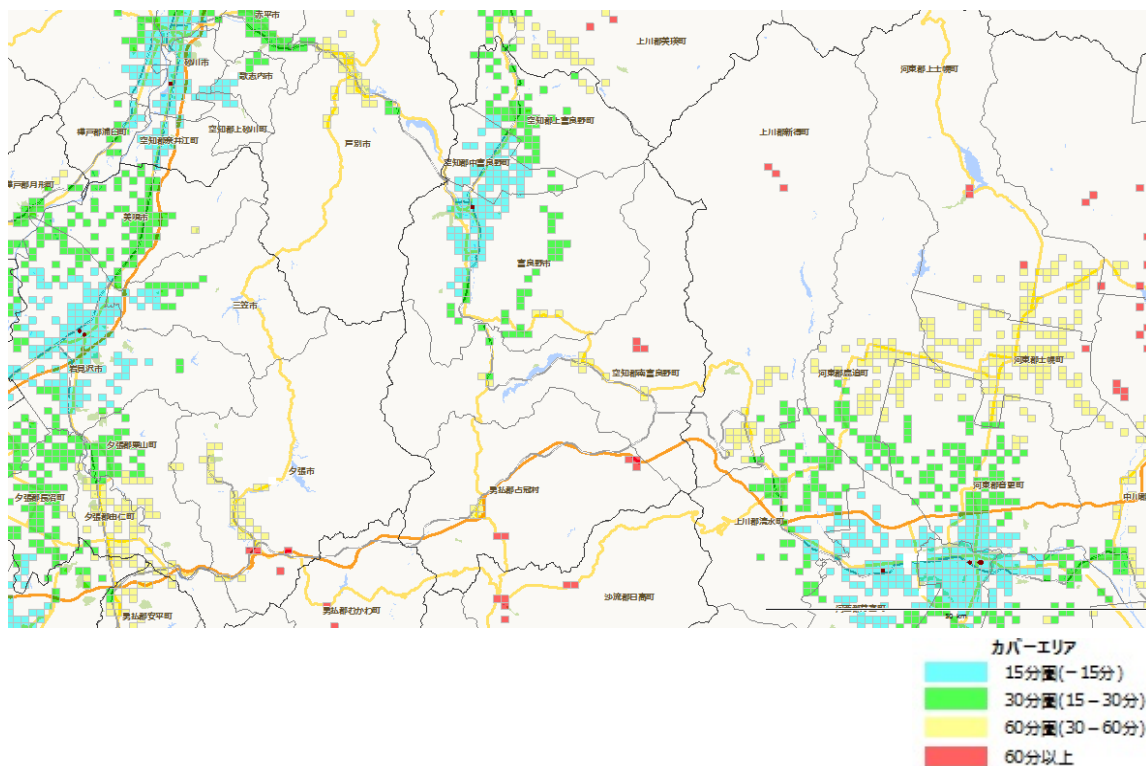 赤平市
上川郡美瑛町
砂川市
河東郡上士幌町
歌志内市
樺戸郡浦臼町
空知郡上砂川町
空知郡上富良野町
上川郡新得町
空知郡奈井江町
芦別市
空知郡中富良野町
樺戸郡月形町
美唄市
富良野市
三笠市
河東郡士幌町
岩見沢市
空知郡南富良野町
河東郡鹿追町
夕張郡栗山町
夕張市
夕張郡長沼町
勇払郡占冠村
河東郡音更町
夕張郡由仁町
上川郡清水町
勇払郡安平町
勇払郡むかわ町
沙流郡日高町
カバーエリア
15分圏(-15分)
30分圏(15-30分)
60分圏(30-60分)
60分以上